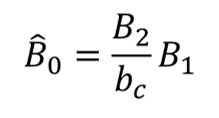 B̂₀ = B₂/b_c B₁